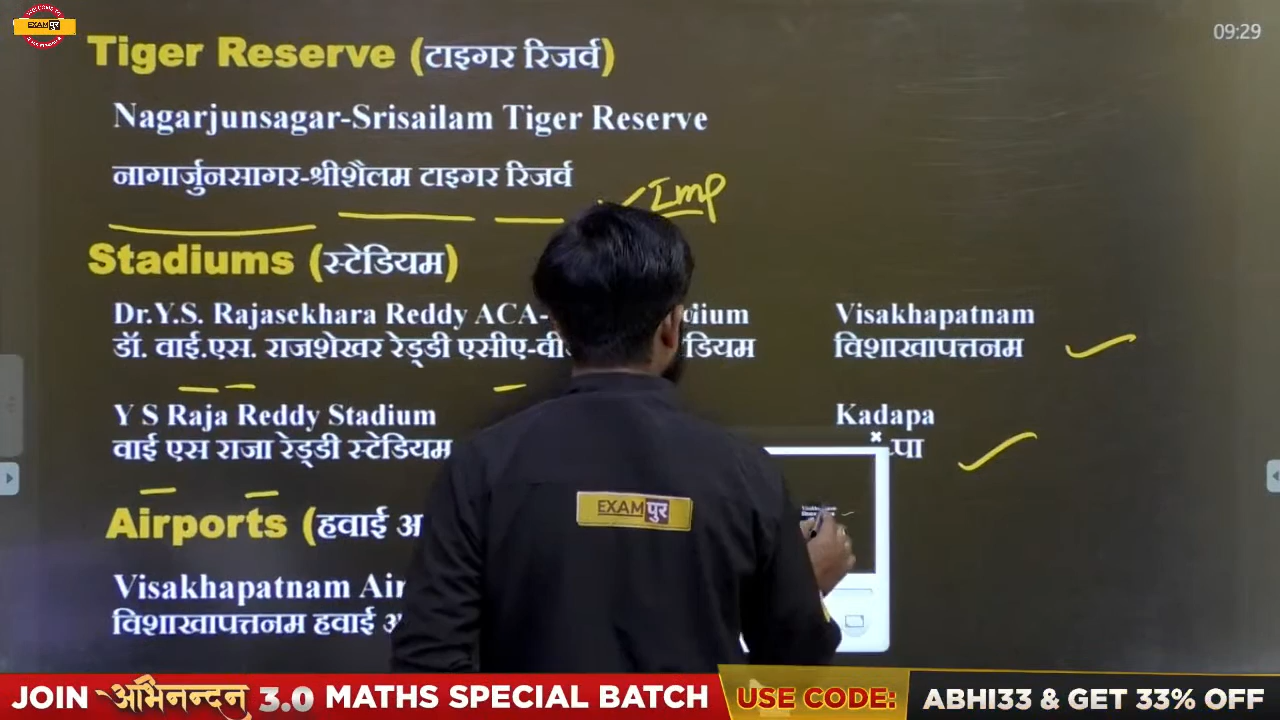 WELCOME TO
EXAMपुर
09:29
Tiger Reserve (टाइगर रिजर्व)
Nagarjunsagar-Srisailam Tiger Reserve
नागार्जुनसागर-श्रीशैलम टाइगर रिजर्व
Imp
Stadiums (स्टेडियम)
Dr.Y.S. Rajasekhara Reddy ACA- Visakhapatnam
डॉ. वाई.एस. राजशेखर रेड्डी एसीए- विशाखापत्तनम
Y S Raja Reddy Stadium Kadapa
वाई एस राजा रेड्डी स्टेडियम
EXAMपुर
Airports (हवाई
Visakhapatnam
विशाखापत्तनम हवाई
JOIN अभिनन्दन 3.0 MATHS SPECIAL BATCH USE CODE: ABHI33 & GET 33% OFF